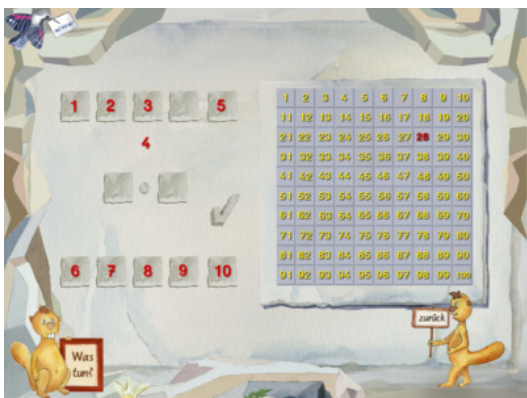 1 2 3 5
4
6 7 8 9 10
1 2 3 4 5 6 7 8 9 10
11 12 13 14 15 16 17 18 19 20
21 22 23 24 25 26 27 28 29 30
31 32 33 34 35 36 37 38 39 40
41 42 43 44 45 46 47 48 49 50
51 52 53 54 55 56 57 58 59 60
61 62 63 64 65 66 67 68 69 70
71 72 73 74 75 76 77 78 79 80
81 82 83 84 85 86 87 88 89 90
91 92 93 94 95 96 97 98 99 100
zurück
Was
tun?